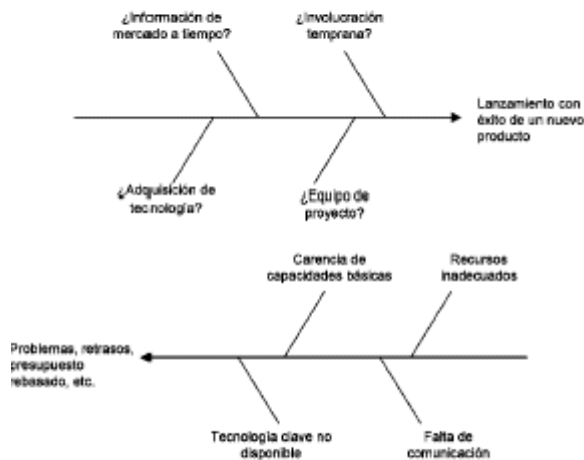 ¿Información de
mercado a tiempo?
¿Involucración
temprana?
Lanzamiento con
éxito de un nuevo
producto
¿Adquisición de
tecnología?
¿Equipo de
proyecto?
Carencia de
capacidades básicas
Recursos
inadecuados
Problemas, retrasos,
presupuesto
rebasado, etc.
Tecnología clave no
disponible
Falta de
comunicación